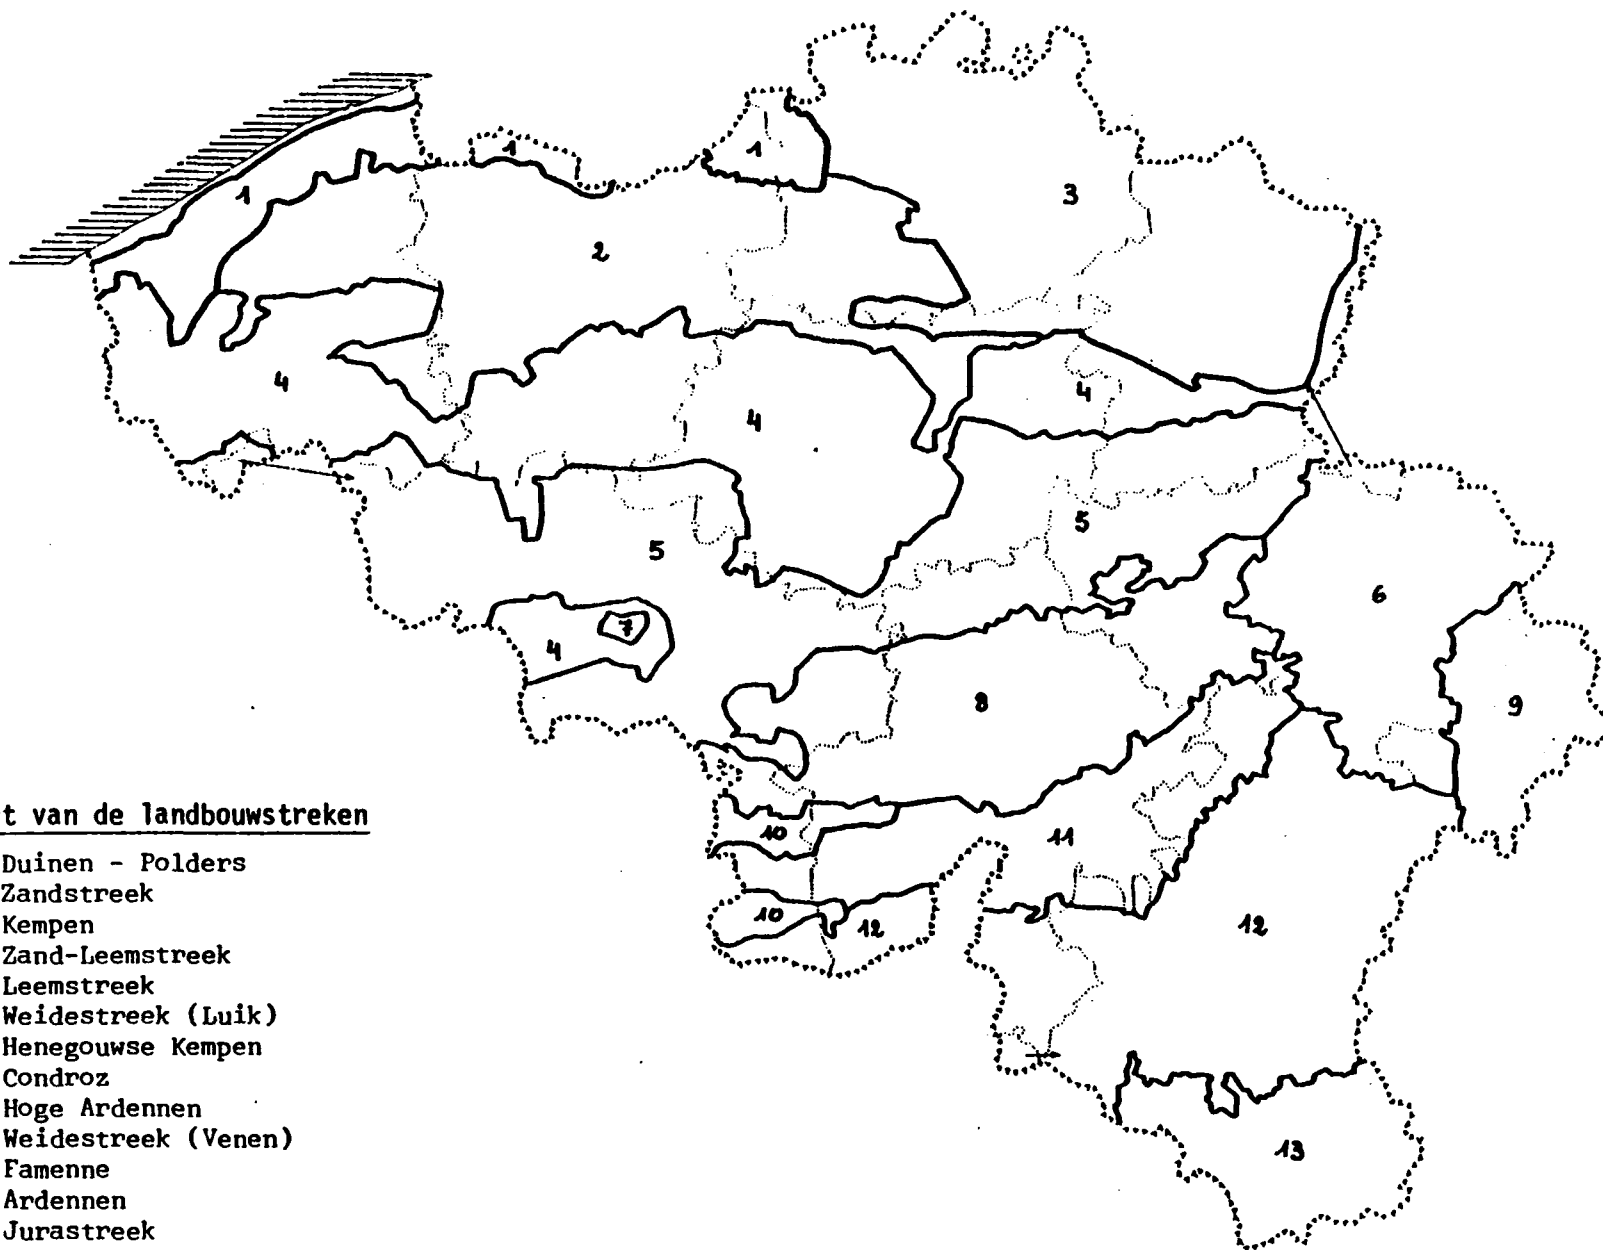 1
1
1
3
2
4
4
4
5
5
6
7
4
8
9
t van de landbouwstreken
10
11
Duinen - Polders
Zandstreek
10
12
12
Kempen
Zand-Leemstreek
Leemstreek
Weidestreek (Luik)
Henegouwse Kempen
Condroz
Hoge Ardennen
Weidestreek (Venen)
13
Famenne
Ardennen
Jurastreek